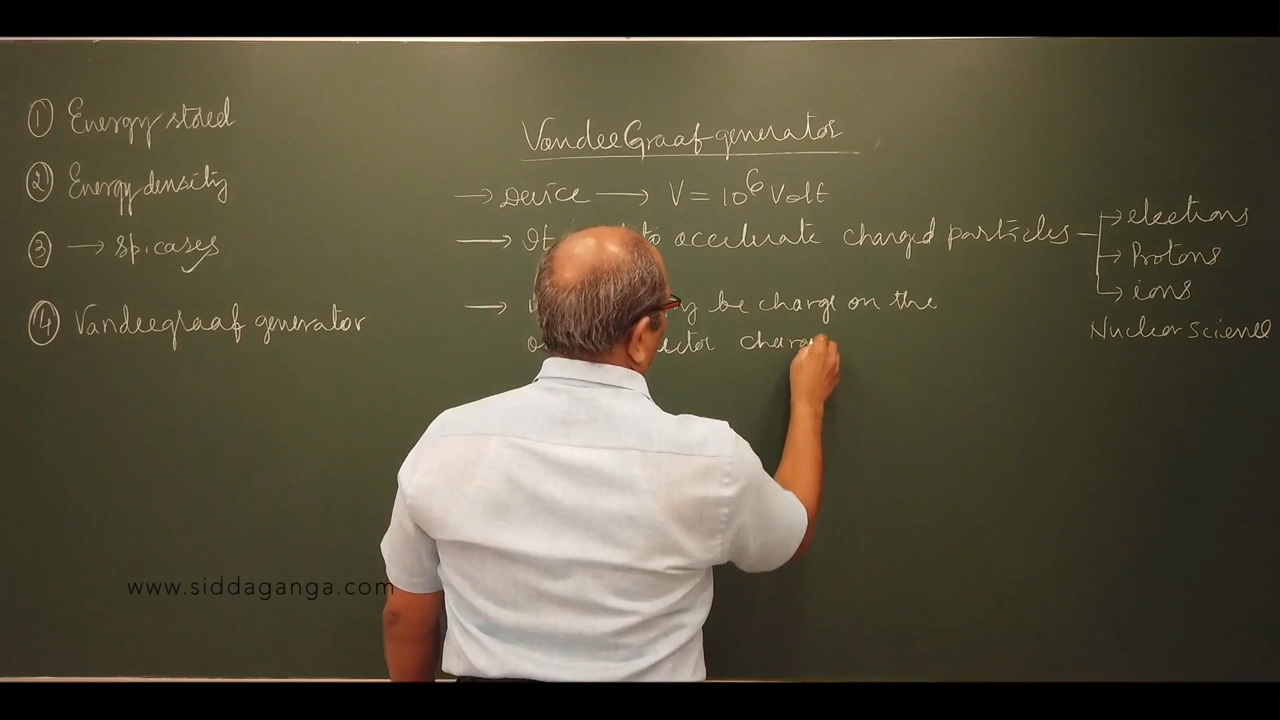 ① Energy stored
② Energy density
③ → Sp. cases ✓
④ Vandeegraaf generator
VandeeGraaf generator
→ Device → V = 10⁶ Volt
→ It to accelerate charged particles
→ electrons
→ Protons
→ ions
Nuclear Science
→ be charge on the
charg
www.siddaganga.com